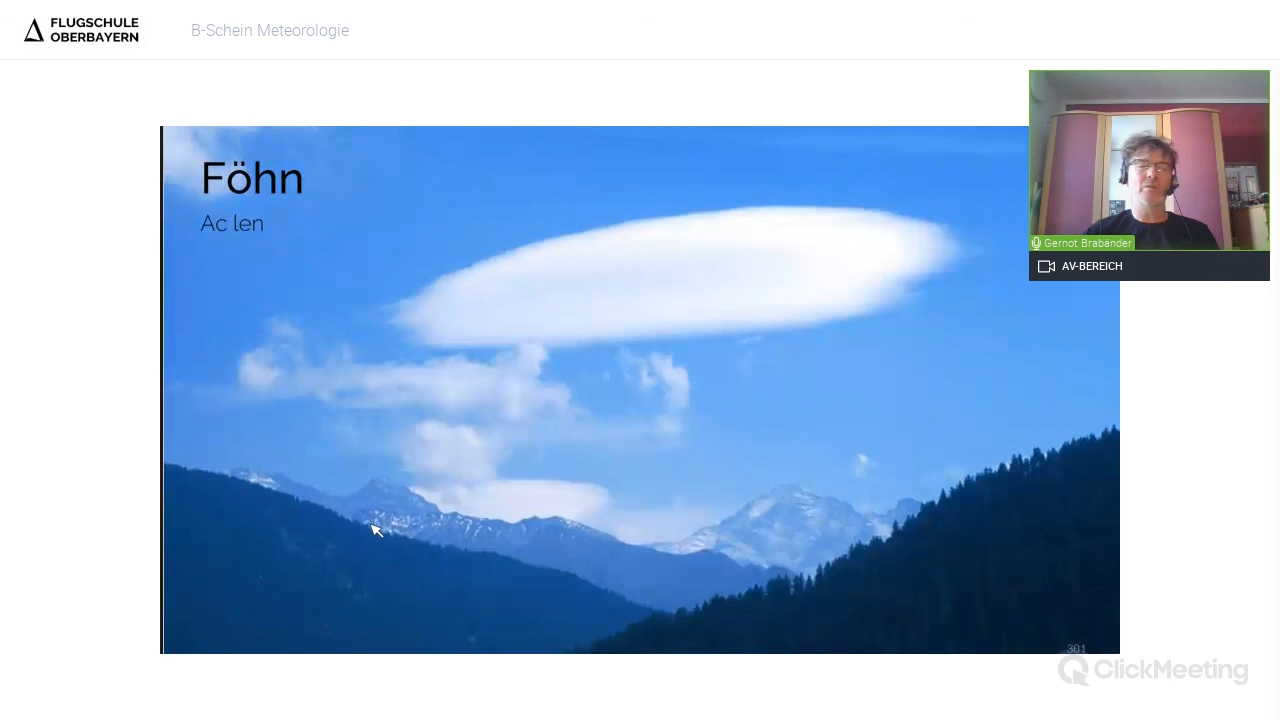 FLUGSCHULE
OBERBAYERN
B-Schein Meteorologie
Föhn
Ac len
Gernot Brabänder
AV-BEREICH
301
ClickMeeting